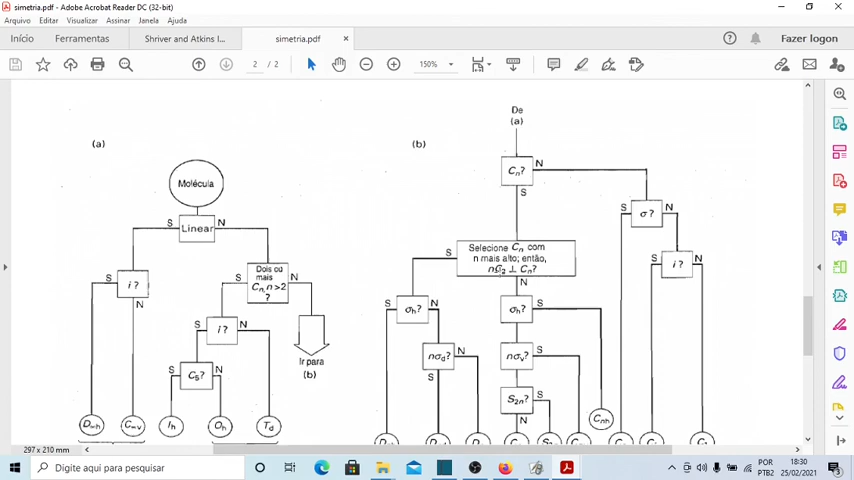 simetria.pdf - Adobe Acrobat Reader DC (32-bit)
Arquivo Editar Visualizar Assinar Janela Ajuda
Início Ferramentas Shriver and Atkins I... simetria.pdf × Fazer logon
2 / 2 150%
(a)
Molécula
Linear
S N
i?
S N
Dois ou
mais
Cn, n > 2
?
S N
i?
S N
C5?
S N
Ir para
(b)
D∞h C∞v Ih Oh Td
(b)
De
(a)
Cn?
N
S
σ?
S N
i?
S N
Selecione Cn com
n mais alto; então,
nC2 ⊥ Cn?
S
N
σh?
S N
σh?
S
nσd?
N
S
nσv?
S
S2n?
S
N
Cnh
297 x 210 mm
Digite aqui para pesquisar
POR
PTB2
18:30
25/02/2021
3